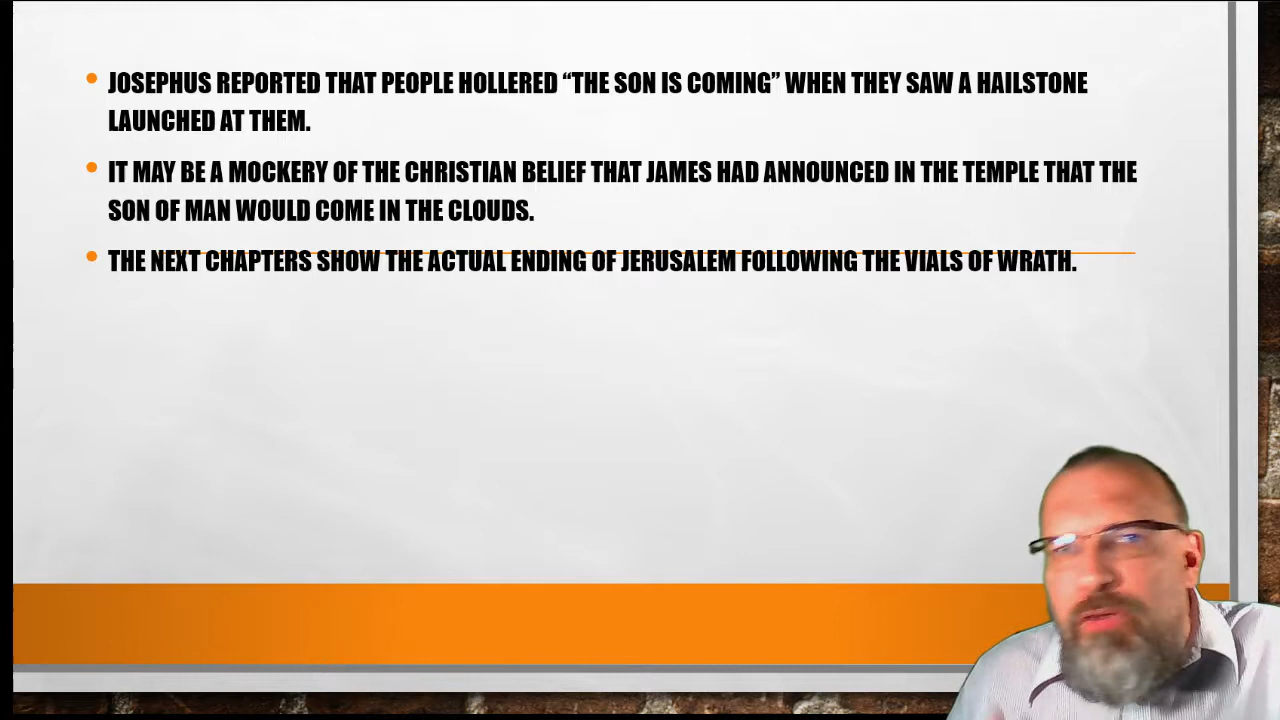 JOSEPHUS REPORTED THAT PEOPLE HOLLERED “THE SON IS COMING” WHEN THEY SAW A HAILSTONE
LAUNCHED AT THEM.
IT MAY BE A MOCKERY OF THE CHRISTIAN BELIEF THAT JAMES HAD ANNOUNCED IN THE TEMPLE THAT THE
SON OF MAN WOULD COME IN THE CLOUDS.
THE NEXT CHAPTERS SHOW THE ACTUAL ENDING OF JERUSALEM FOLLOWING THE VIALS OF WRATH.